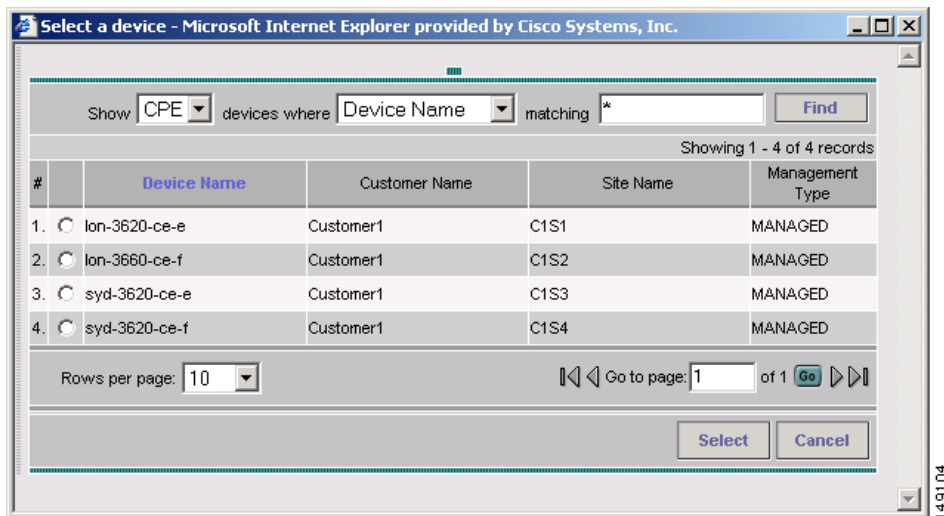 Select a device - Microsoft Internet Explorer provided by Cisco Systems, Inc.
Show CPE devices where Device Name matching * Find
Showing 1 - 4 of 4 records
# Device Name Customer Name Site Name Management Type
1. lon-3620-ce-e Customer1 C1S1 MANAGED
2. lon-3660-ce-f Customer1 C1S2 MANAGED
3. syd-3620-ce-e Customer1 C1S3 MANAGED
4. syd-3620-ce-f Customer1 C1S4 MANAGED
Rows per page: 10 Go to page: 1 of 1 Go
Select Cancel
149104